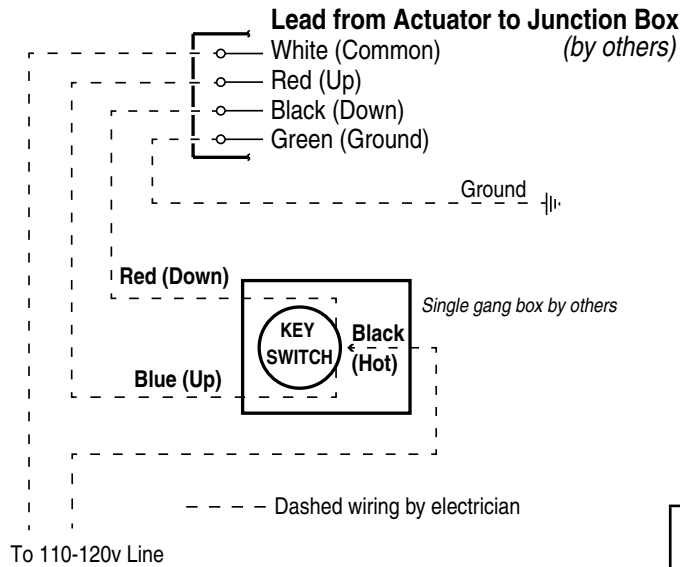 Lead from Actuator to Junction Box
White (Common)
(by others)
Red (Up)
Black (Down)
Green (Ground)
Ground
Red (Down)
Single gang box by others
KEY
SWITCH
Black
(Hot)
Blue (Up)
Dashed wiring by electrician
To 110-120v Line